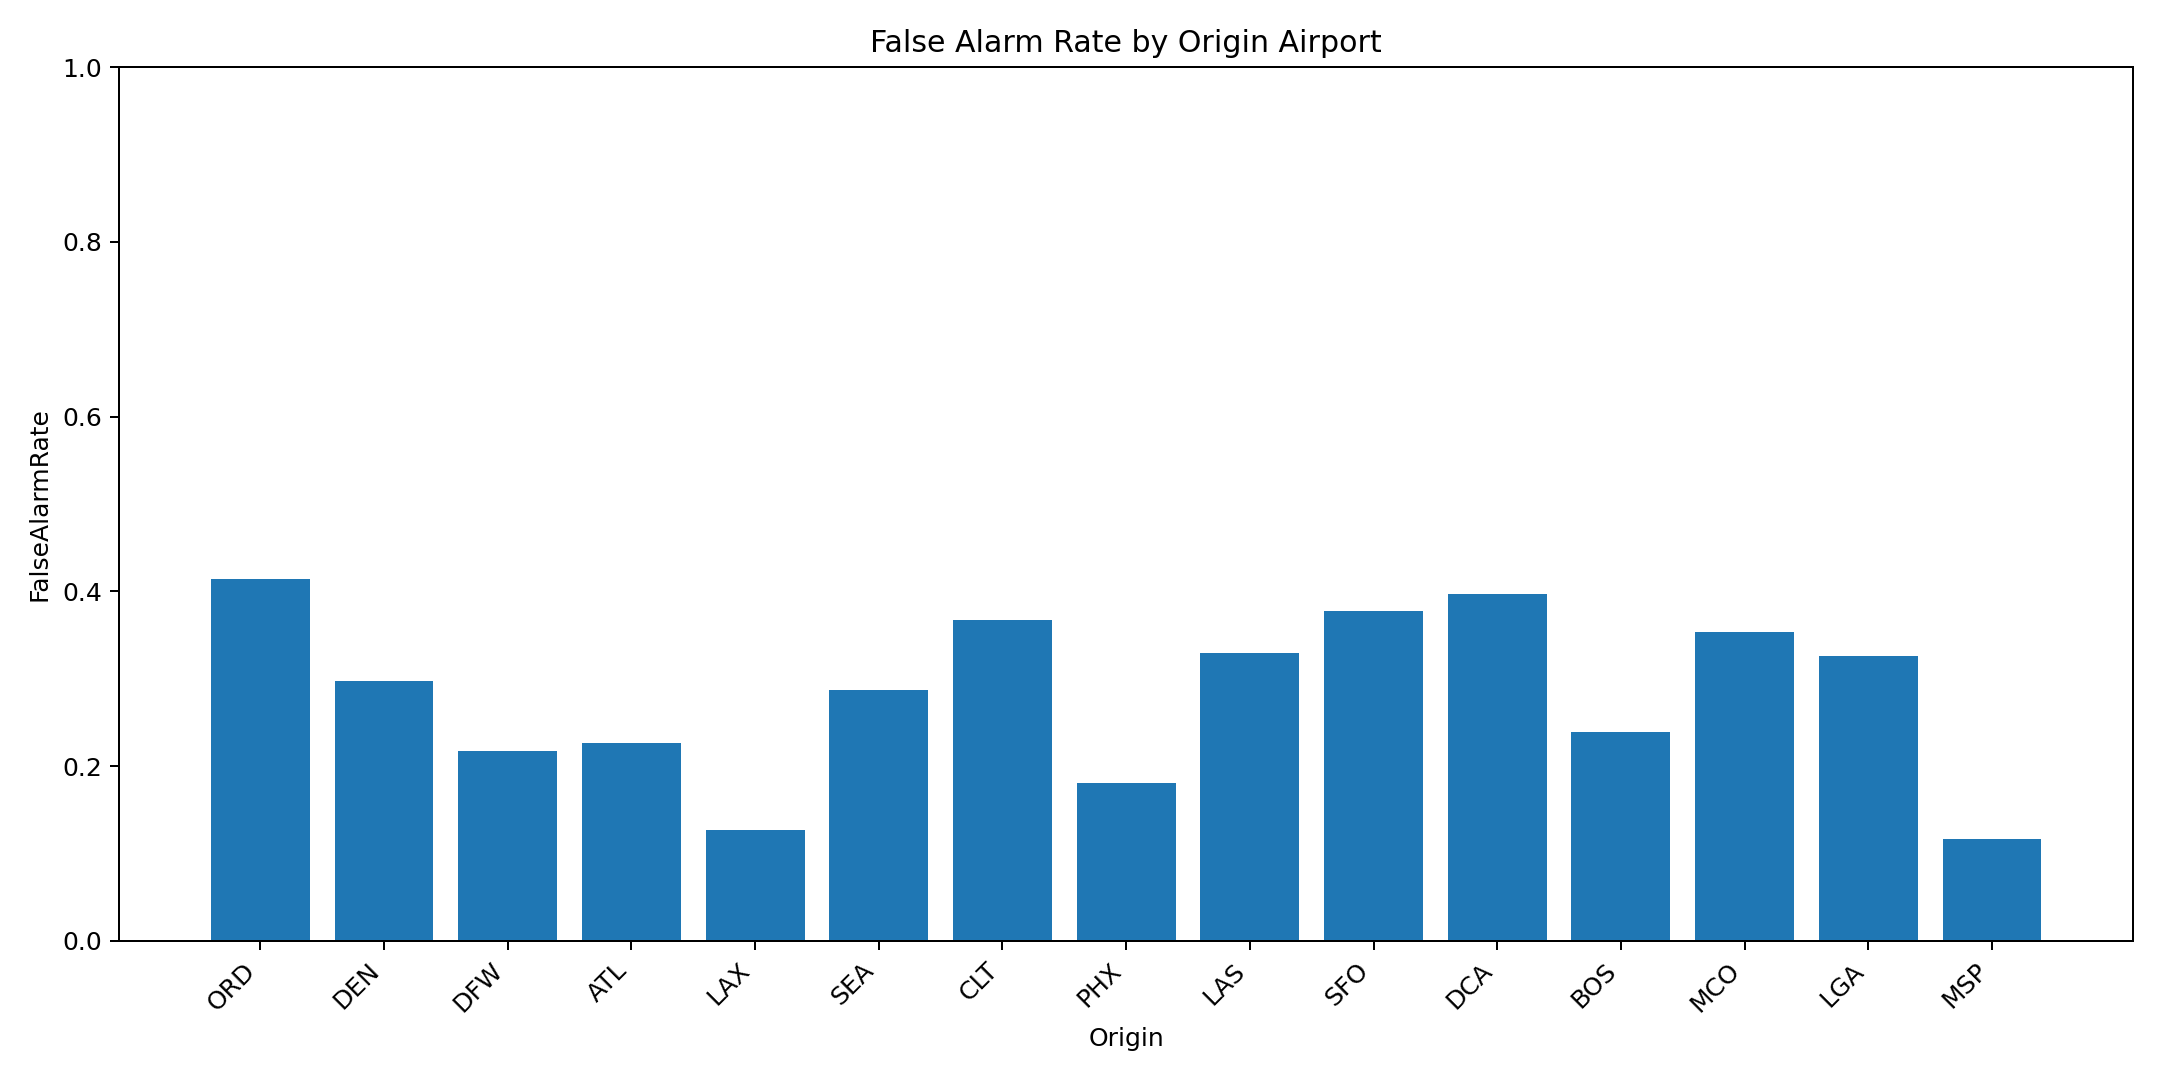 False Alarm Rate by Origin Airport
FalseAlarmRate
1.0
0.8
0.6
0.4
0.2
0.0
ORD
DEN
DFW
ATL
LAX
SEA
CLT
PHX
LAS
SFO
DCA
BOS
MCO
LGA
MSP
Origin